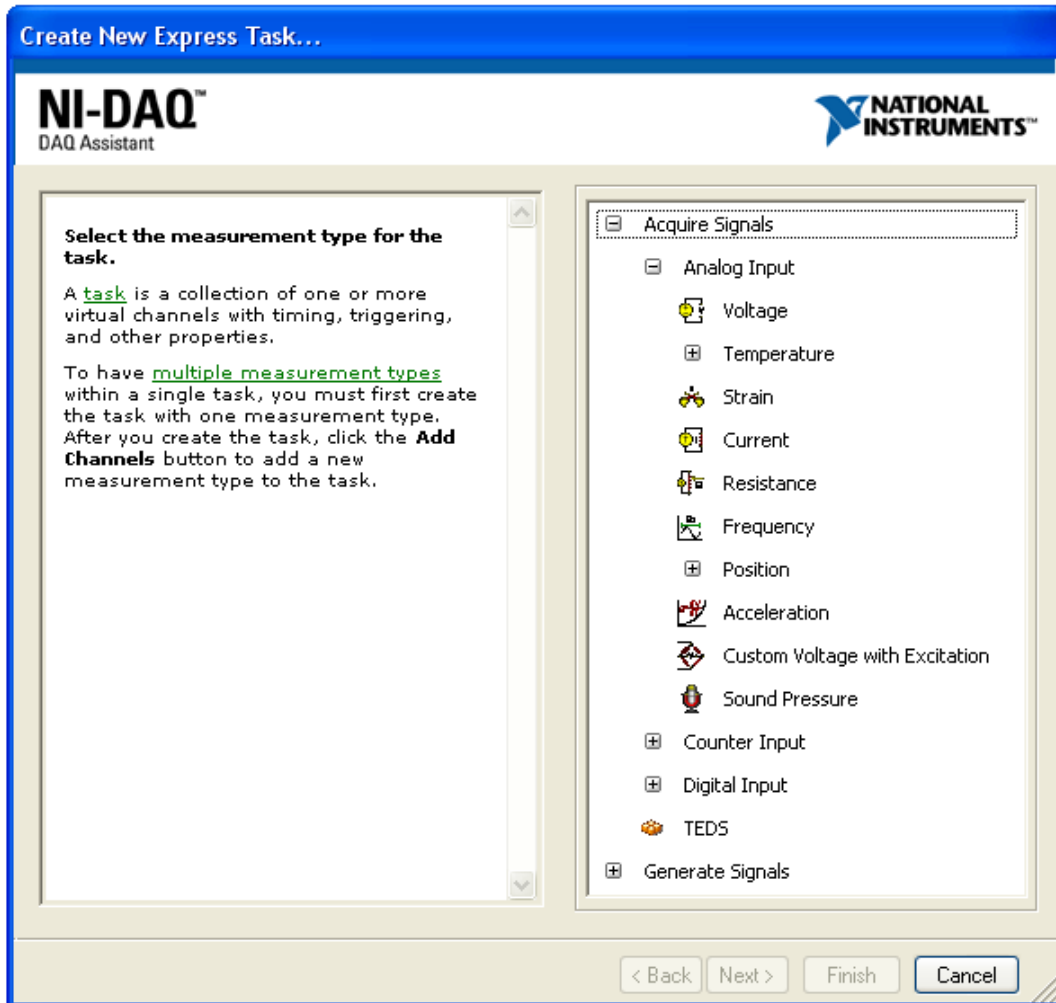 Create New Express Task...
NI-DAQ™
DAQ Assistant
NATIONAL
INSTRUMENTS™
Select the measurement type for the
task.
A task is a collection of one or more
virtual channels with timing, triggering,
and other properties.
To have multiple measurement types
within a single task, you must first create
the task with one measurement type.
After you create the task, click the Add
Channels button to add a new
measurement type to the task.
Acquire Signals
Analog Input
Voltage
Temperature
Strain
Current
Resistance
Frequency
Position
Acceleration
Custom Voltage with Excitation
Sound Pressure
Counter Input
Digital Input
TEDS
Generate Signals
< Back
Next >
Finish
Cancel